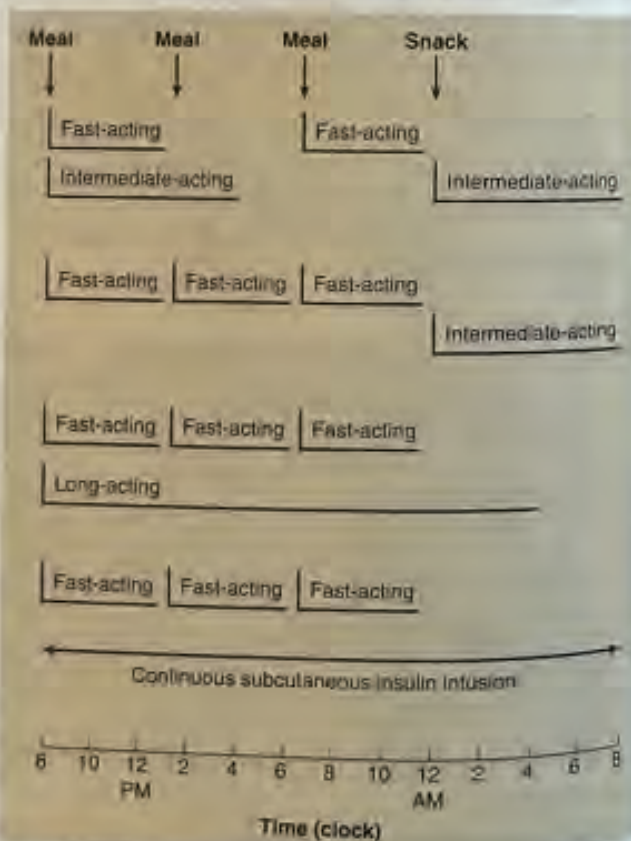 Meal Meal Meal Snack
Fast-acting Fast-acting
Intermediate-acting Intermediate-acting
Fast-acting Fast-acting Fast-acting
Intermediate-acting
Fast-acting Fast-acting Fast-acting
Long-acting
Fast-acting Fast-acting Fast-acting
Continuous subcutaneous insulin infusion
8 10 12 2 4 6 8 10 12 2 4 6 8
PM AM
Time (clock)